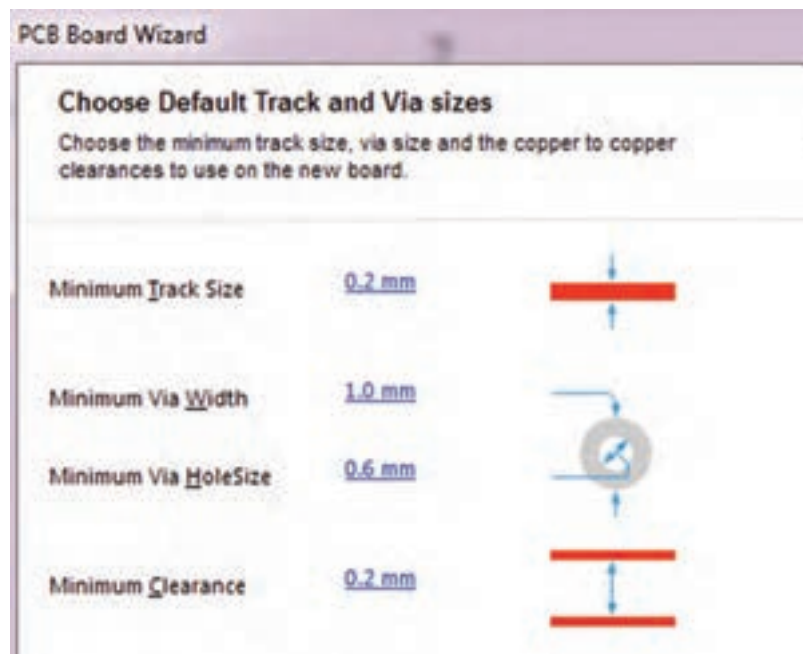 PCB Board Wizard
Choose Default Track and Via sizes
Choose the minimum track size, via size and the copper to copper
clearances to use on the new board.
Minimum Track Size 0.2 mm
Minimum Via Width 1.0 mm
Minimum Via HoleSize 0.6 mm
Minimum Clearance 0.2 mm